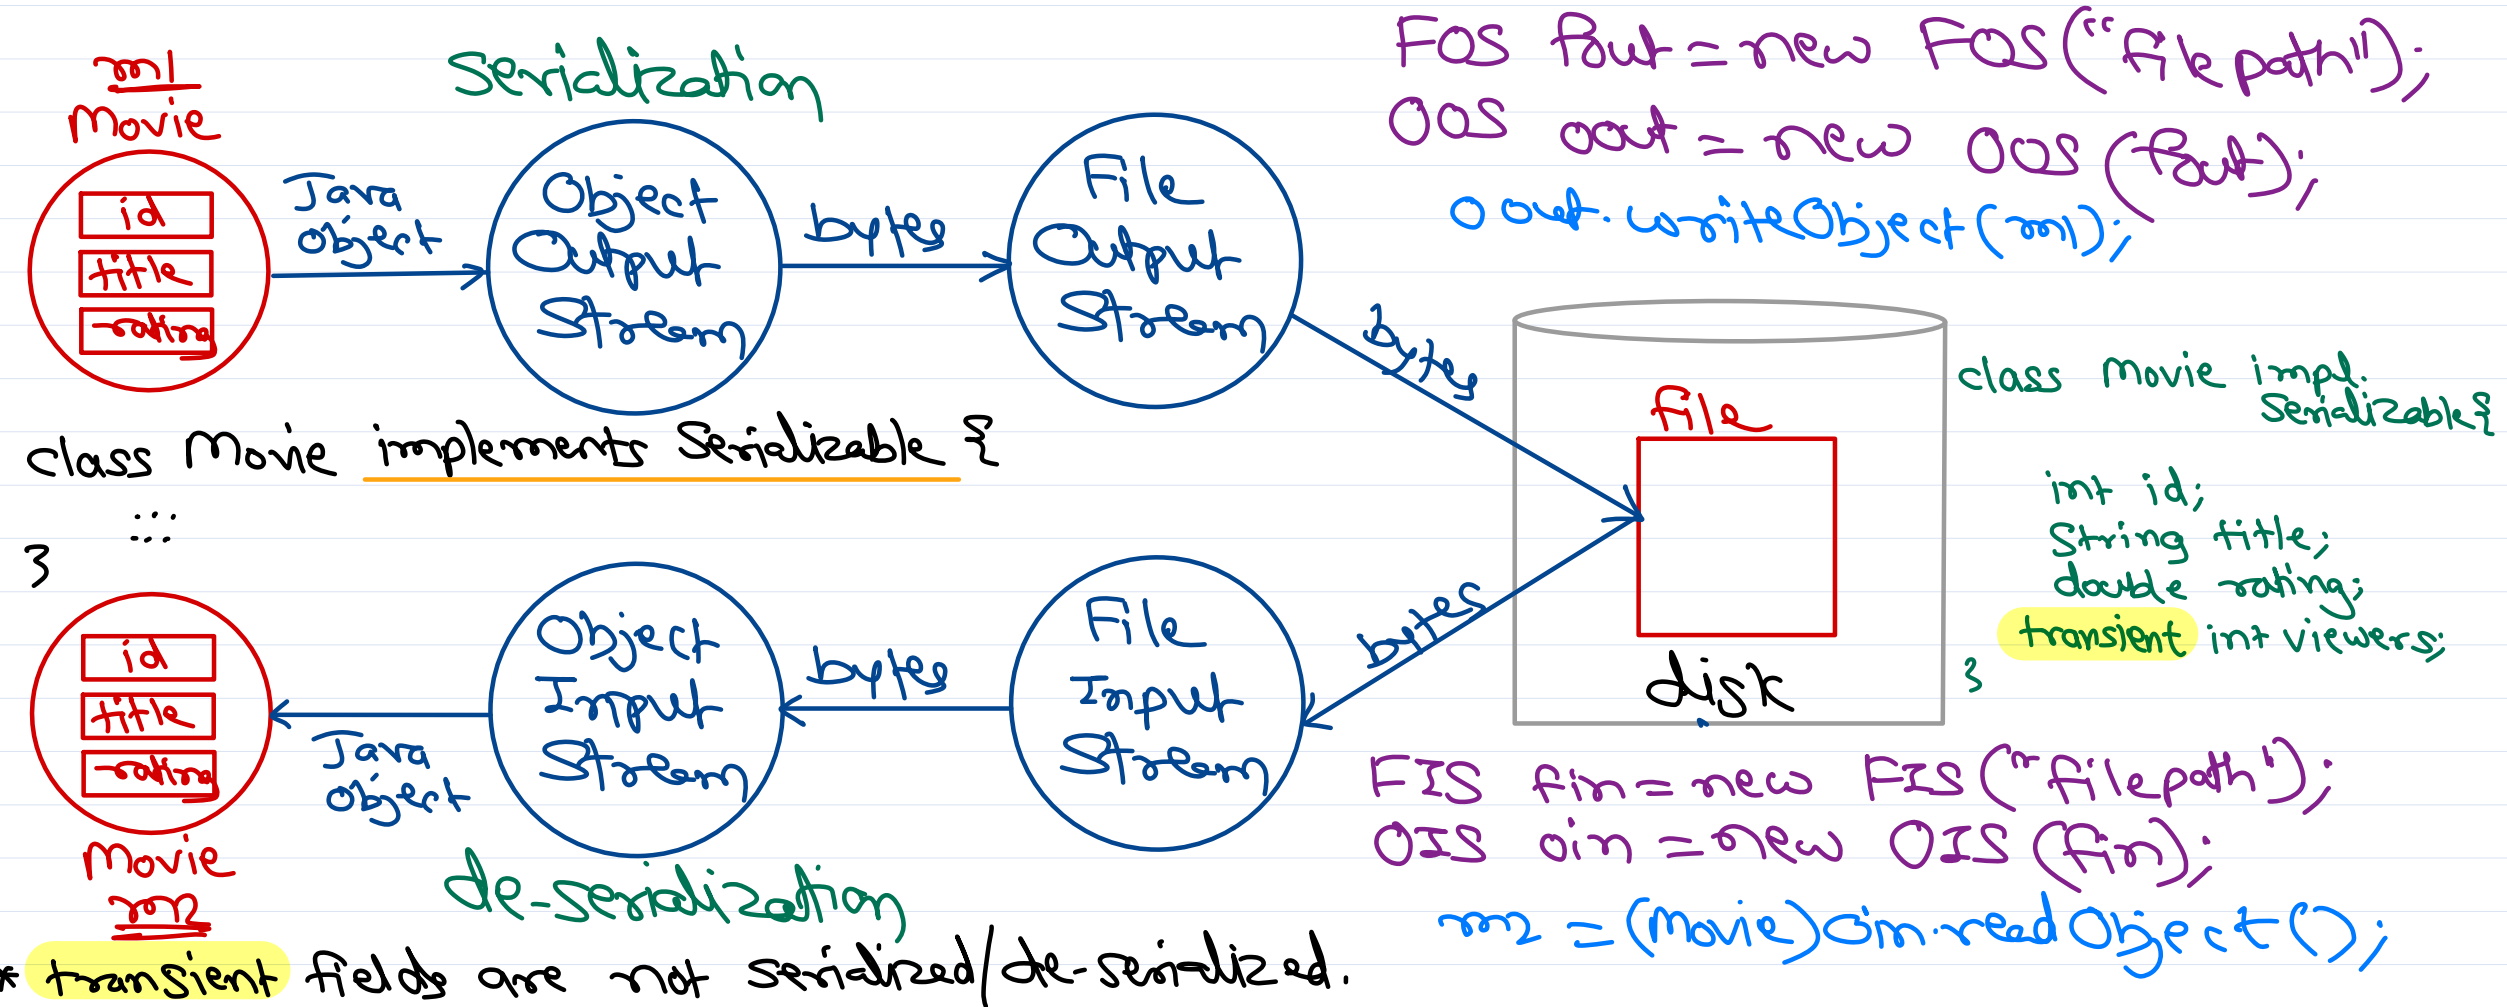 Serialization
FOS fout = new FOS("filepath");
OOS oout = new OOS(fout);
oout.writeObject(m1);
m1
Movie
id
title
rating
Java
object
Object
Output
Stream
bytes
File
Output
Stream
bytes
class Movie implements Serializable {
...
}
File
disk
class Movie impl.
Serializable {
int id;
String title;
double rating;
transient int viewers;
}
id
title
rating
Movie
m2
Java
object
Object
Input
Stream
bytes
File
Input
Stream
bytes
de-serialization
FIS fin = new FIS("filepath");
OIS oin = new OIS(fin);
m2 = (Movie) oin.readObject();
* transient fields are not serialized/de-serialized.